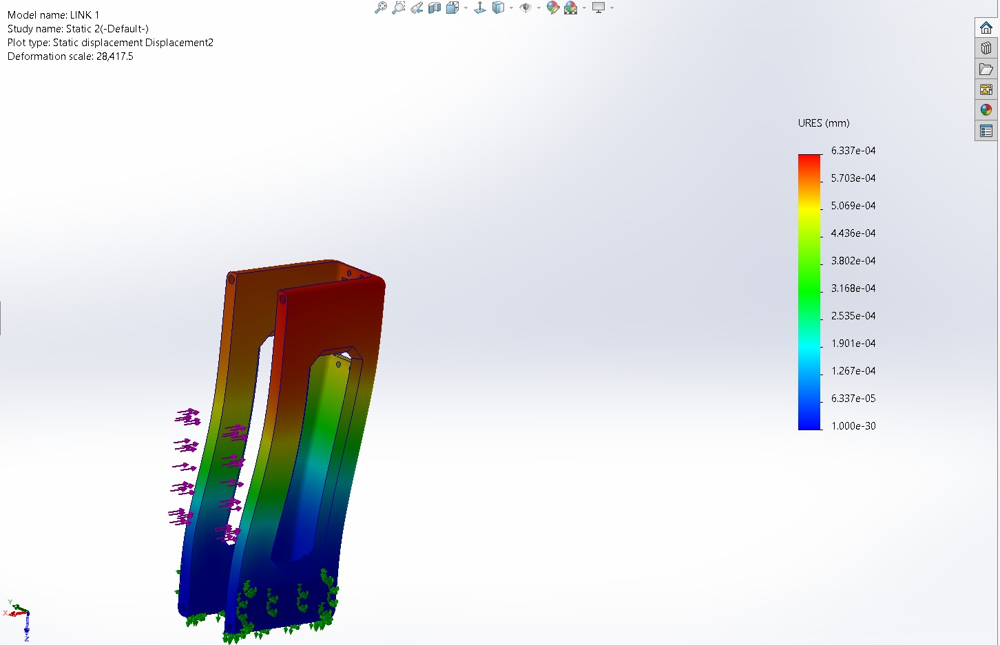 Model name: LINK 1
Study name: Static 2(-Default-)
Plot type: Static displacement Displacement2
Deformation scale: 28,417.5
URES (mm)
6.337e-04
5.703e-04
5.069e-04
4.436e-04
3.802e-04
3.168e-04
2.535e-04
1.901e-04
1.267e-04
6.337e-05
1.000e-30
Y
X
Z